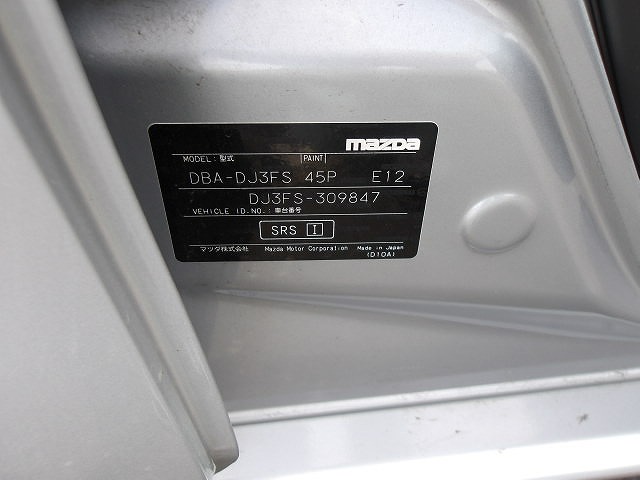 mazda
MODEL: 型式 PAINT
DBA-DJ3FS 45P E12
DJ3FS-309847
VEHICLE ID.NO.: 車台番号
SRS I
マツダ株式会社 Mazda Motor Corporation Made in Japan
(D10A)